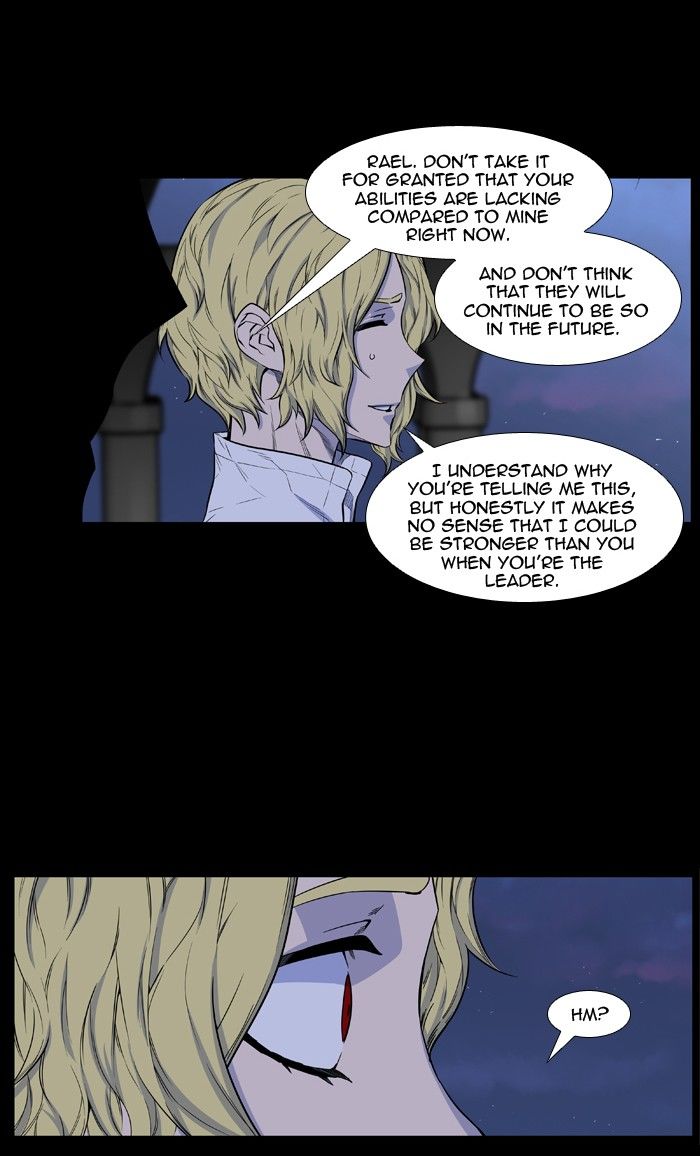 RAEL. DON'T TAKE IT
FOR GRANTED THAT YOUR
ABILITIES ARE LACKING
COMPARED TO MINE
RIGHT NOW.
AND DON'T THINK
THAT THEY WILL
CONTINUE TO BE SO
IN THE FUTURE.
I UNDERSTAND WHY
YOU'RE TELLING ME THIS,
BUT HONESTLY IT MAKES
NO SENSE THAT I COULD
BE STRONGER THAN YOU
WHEN YOU'RE THE
LEADER.
HM?